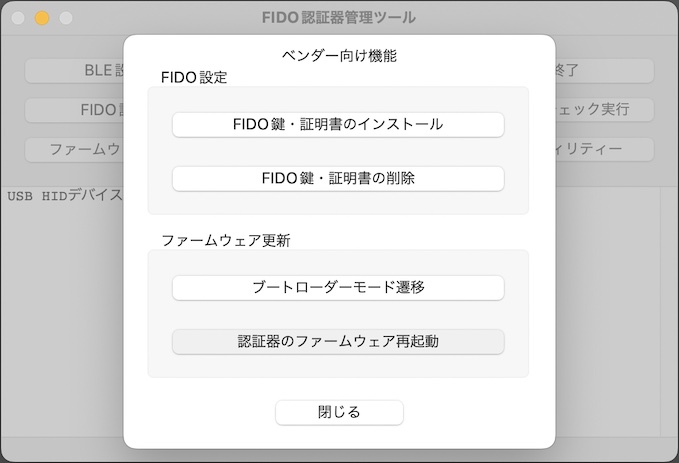 FIDO認証器管理ツール
ベンダー向け機能
FIDO設定
FIDO鍵・証明書のインストール
FIDO鍵・証明書の削除
ファームウェア更新
ブートローダーモード遷移
認証器のファームウェア再起動
閉じる
BLE設
終了
FIDO
ェック実行
ファームウ
ィリティー
USB HIDデバイス